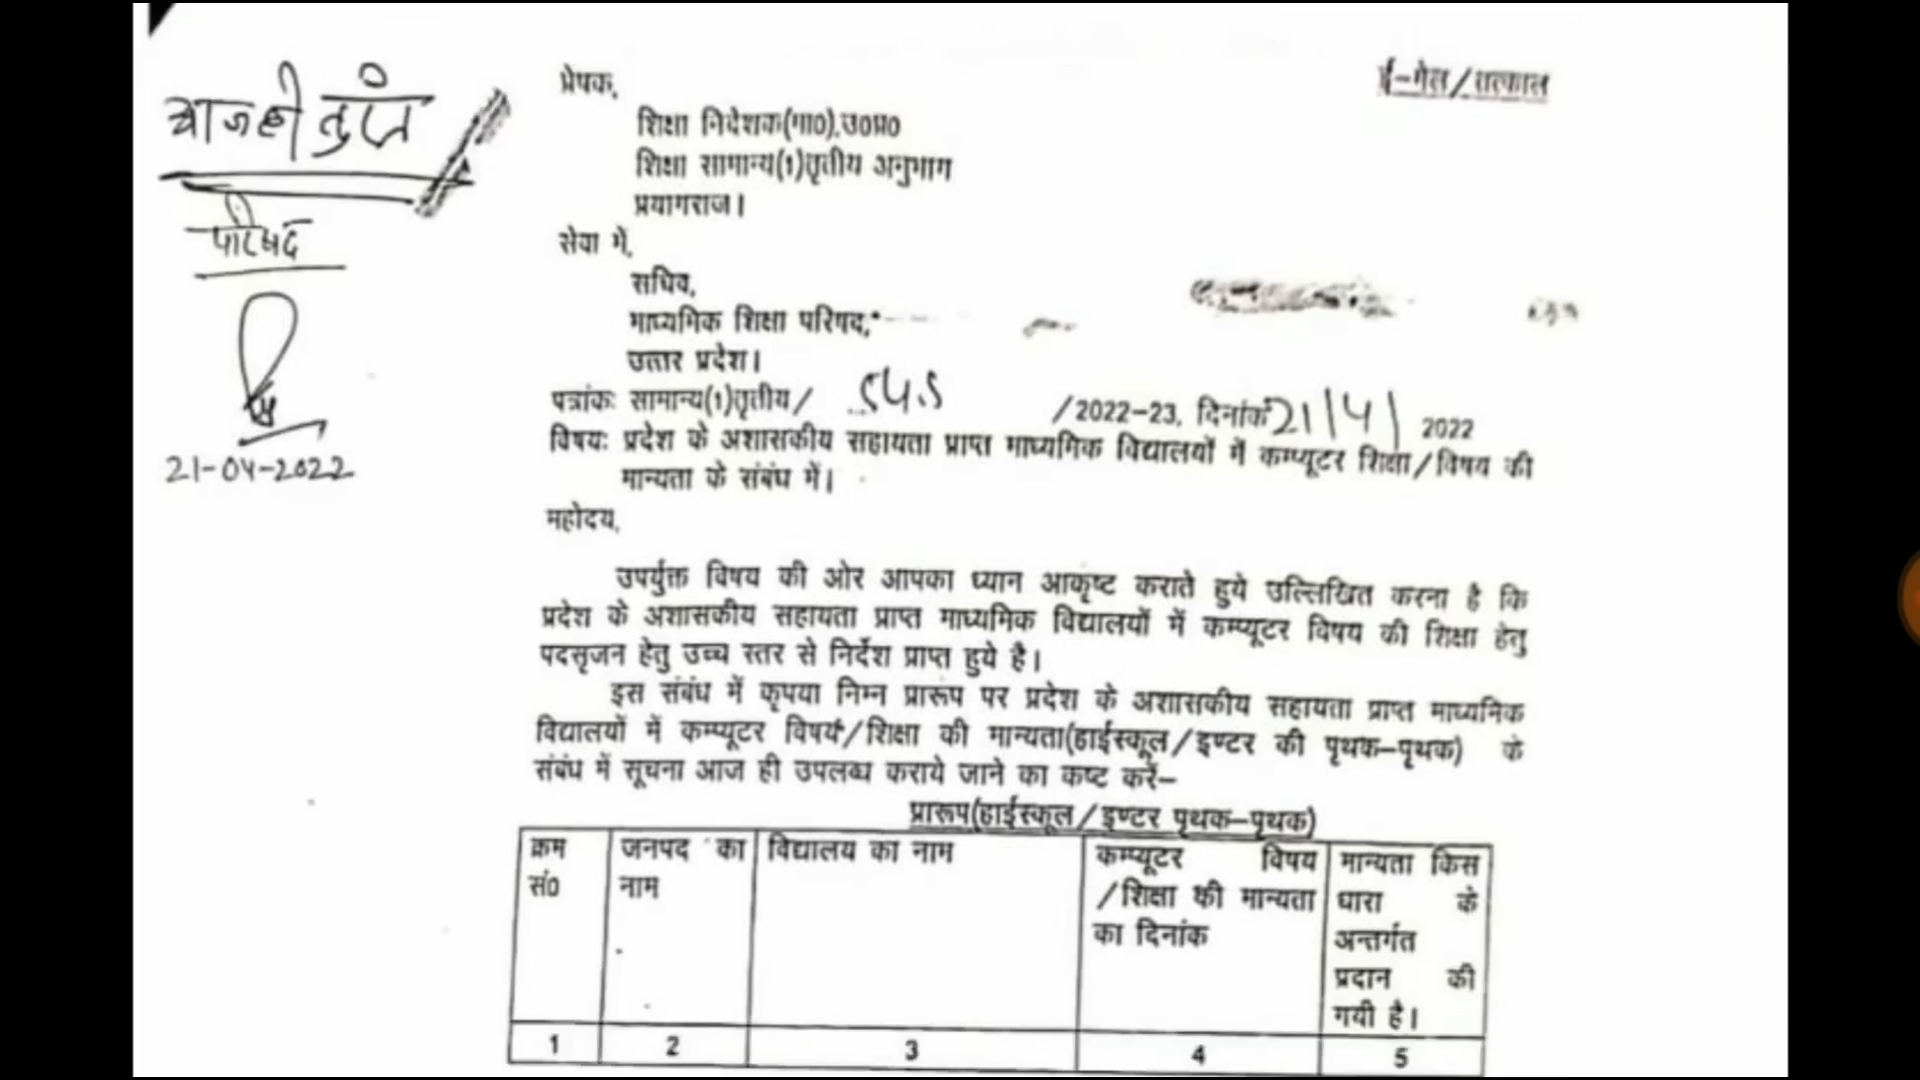 ई-मेल/तत्काल
आज ही तुरंत
परिषद
21-04-2022
प्रेषक,
शिक्षा निदेशक(मा0),उ0प्र0
शिक्षा सामान्य(1)तृतीय अनुभाग
प्रयागराज।
सेवा में,
सचिव,
माध्यमिक शिक्षा परिषद,
उत्तर प्रदेश।
पत्रांकः सामान्य(1)तृतीय/ /2022-23, दिनांक 21/4/ 2022
विषयः प्रदेश के अशासकीय सहायता प्राप्त माध्यमिक विद्यालयों में कम्प्यूटर शिक्षा/विषय की
मान्यता के संबंध में।
महोदय,
उपर्युक्त विषय की ओर आपका ध्यान आकृष्ट कराते हुये उल्लिखित करना है कि
प्रदेश के अशासकीय सहायता प्राप्त माध्यमिक विद्यालयों में कम्प्यूटर विषय की शिक्षा हेतु
पदसृजन हेतु उच्च स्तर से निर्देश प्राप्त हुये है।
इस संबंध में कृपया निम्न प्रारूप पर प्रदेश के अशासकीय सहायता प्राप्त माध्यमिक
विद्यालयों में कम्प्यूटर विषय/शिक्षा की मान्यता(हाईस्कूल/इण्टर की पृथक-पृथक) के
संबंध में सूचना आज ही उपलब्ध कराये जाने का कष्ट करें-
प्रारूप(हाईस्कूल/इण्टर पृथक-पृथक)
क्रम सं0
जनपद का नाम
विद्यालय का नाम
कम्प्यूटर विषय
/शिक्षा की मान्यता
का दिनांक
मान्यता किस
धारा के
अन्तर्गत
प्रदान की
गयी है।
1 2 3 4 5